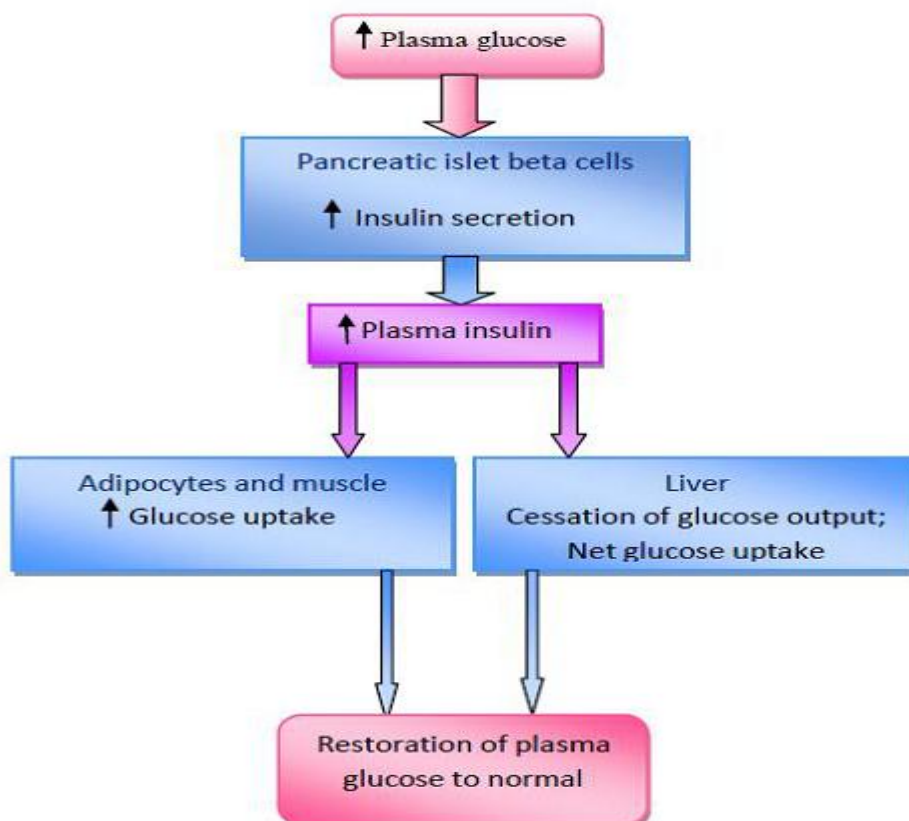 ↑ Plasma glucose
Pancreatic islet beta cells
↑ Insulin secretion
↑ Plasma insulin
Adipocytes and muscle
↑ Glucose uptake
Liver
Cessation of glucose output;
Net glucose uptake
Restoration of plasma
glucose to normal